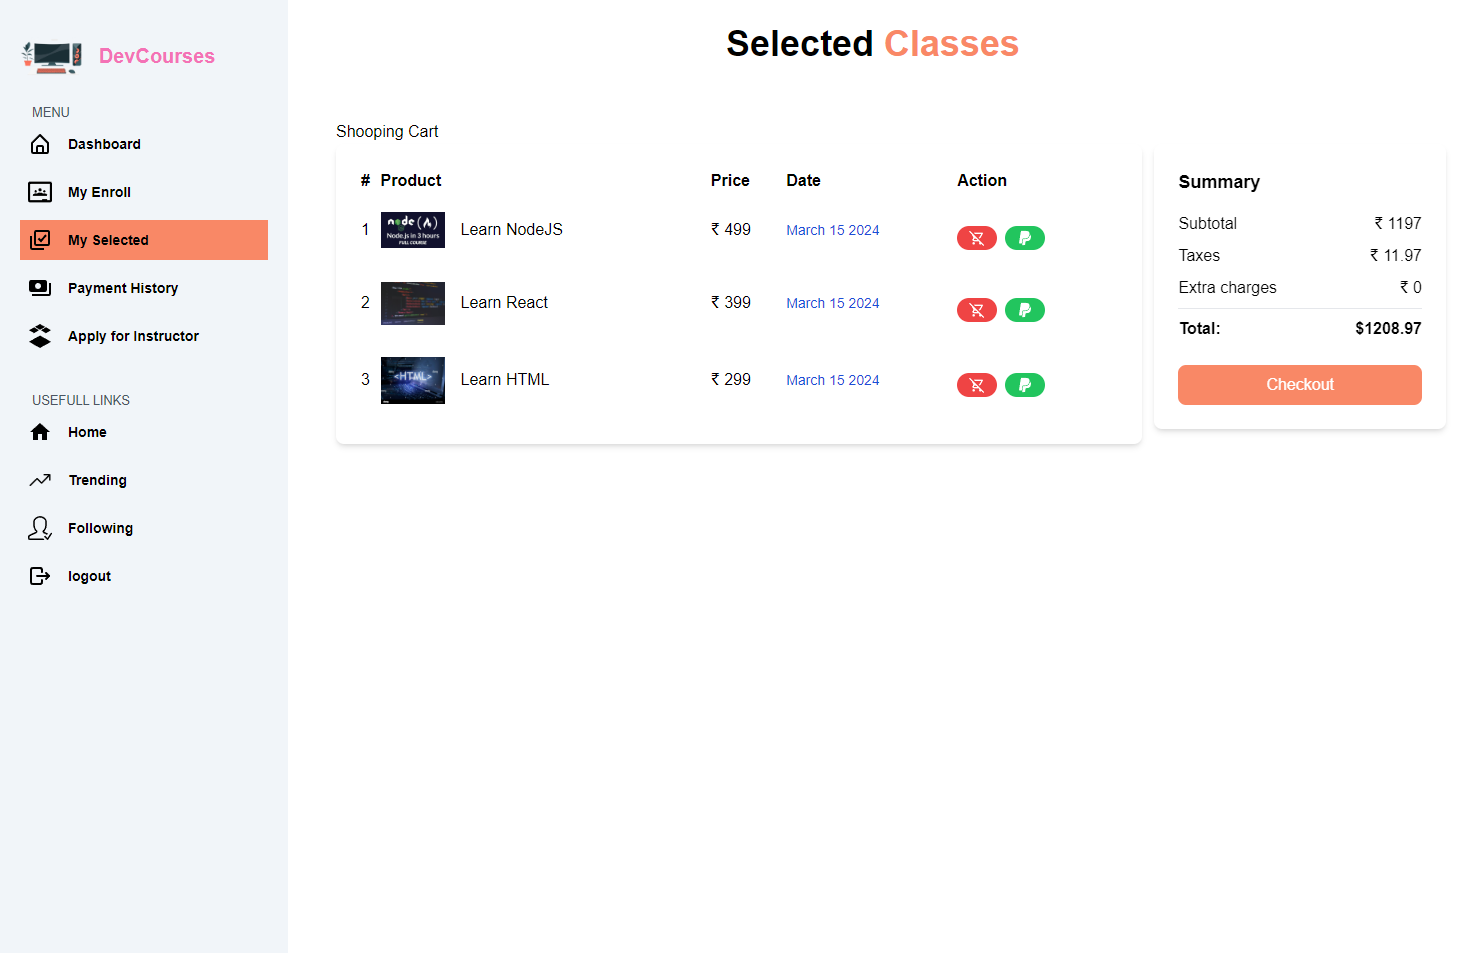 DevCourses
MENU
Dashboard
My Enroll
My Selected
Payment History
Apply for Instructor
USEFULL LINKS
Home
Trending
Following
logout
Selected Classes
Shooping Cart
# Product Price Date Action
1 node Node.js in 3 hours FULL COURSE Learn NodeJS ₹ 499 March 15 2024
2 Learn React ₹ 399 March 15 2024
3 <HTML> Learn HTML ₹ 299 March 15 2024
Summary
Subtotal ₹ 1197
Taxes ₹ 11.97
Extra charges ₹ 0
Total: $1208.97
Checkout